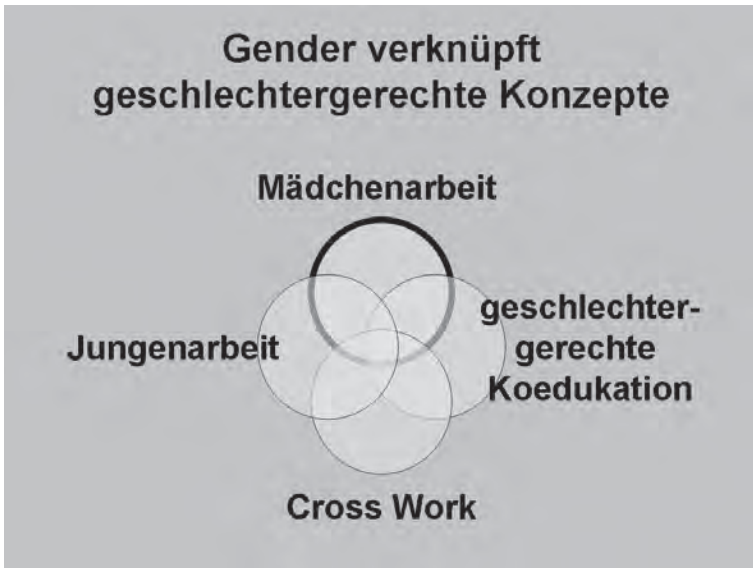 Gender verknüpft
geschlechtergerechte Konzepte
Mädchenarbeit
Jungenarbeit
geschlechter-
gerechte
Koedukation
Cross Work